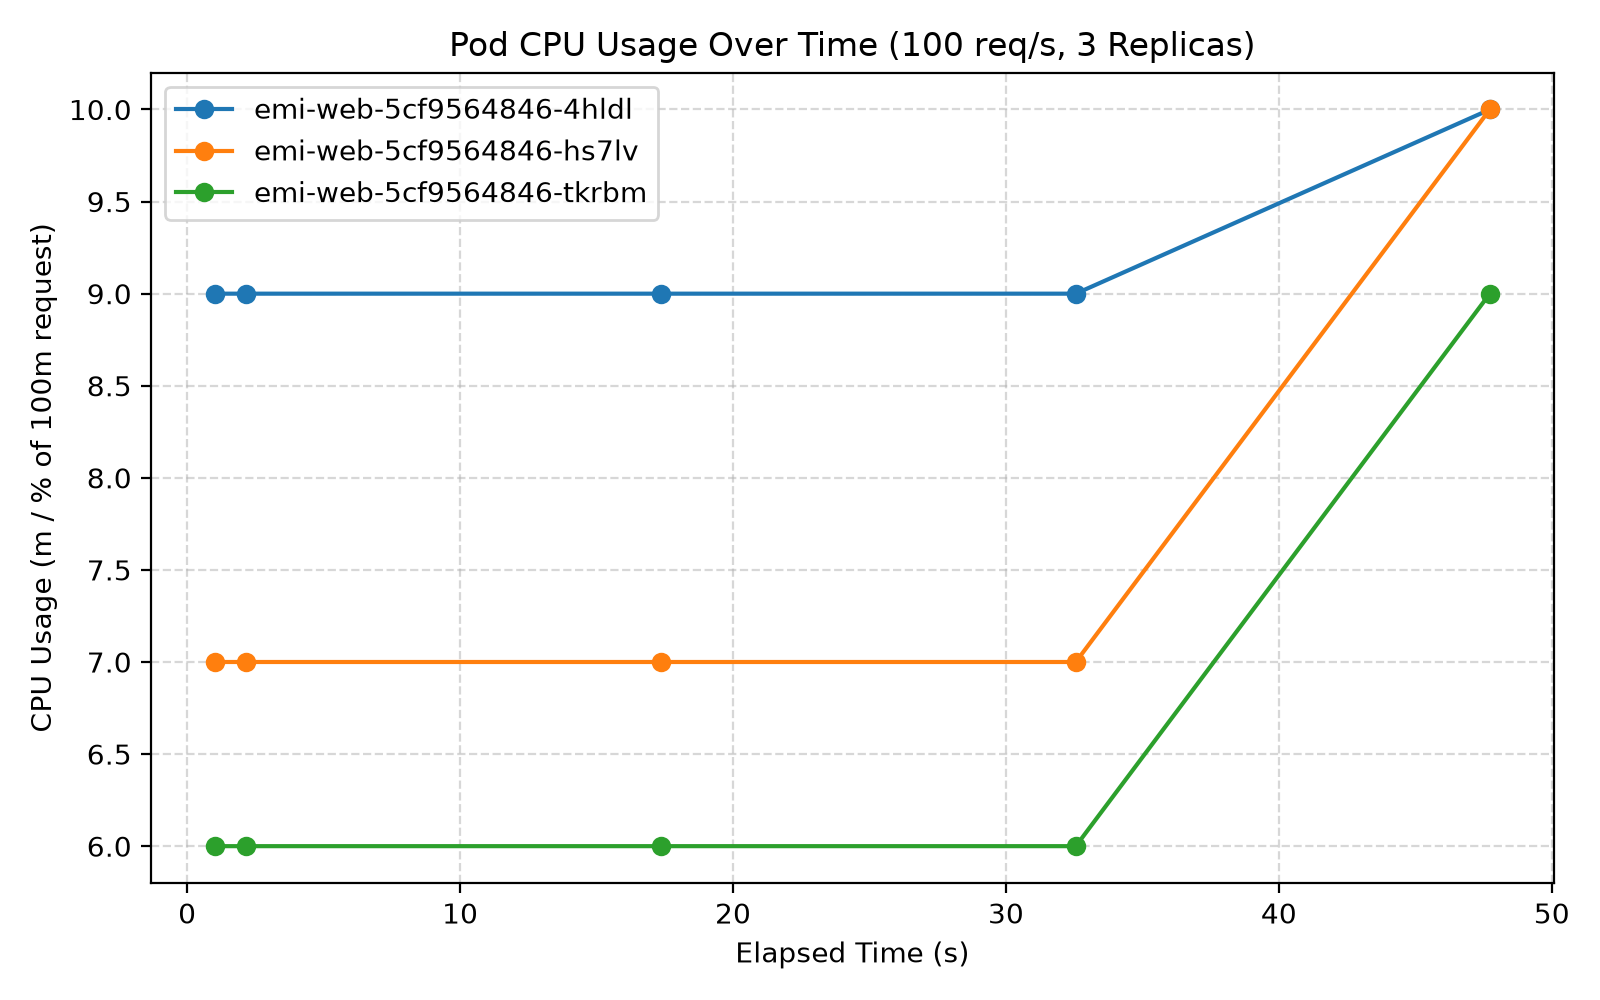 Pod CPU Usage Over Time (100 req/s, 3 Replicas)
emi-web-5cf9564846-4hldl
emi-web-5cf9564846-hs7lv
emi-web-5cf9564846-tkrbm
CPU Usage (m / % of 100m request)
10.0
9.5
9.0
8.5
8.0
7.5
7.0
6.5
6.0
0 10 20 30 40 50
Elapsed Time (s)